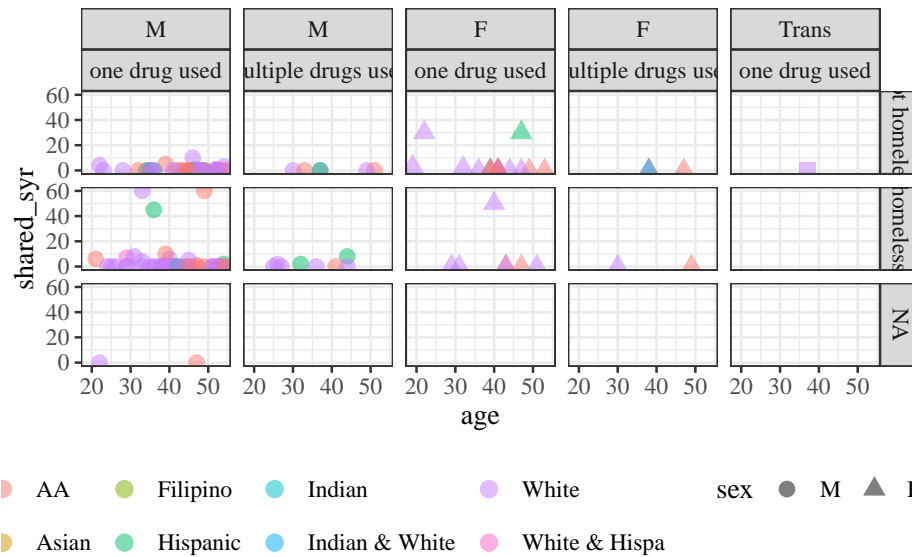 M M F F Trans
one drug used ultiple drugs use one drug used ultiple drugs use one drug used
60
40
20
0
t homele
60
40
20
0
homeless
60
40
20
0
NA
shared_syr
20 30 40 50 20 30 40 50 20 30 40 50 20 30 40 50 20 30 40 50
age
AA Filipino Indian White sex M F
Asian Hispanic Indian & White White & Hispa